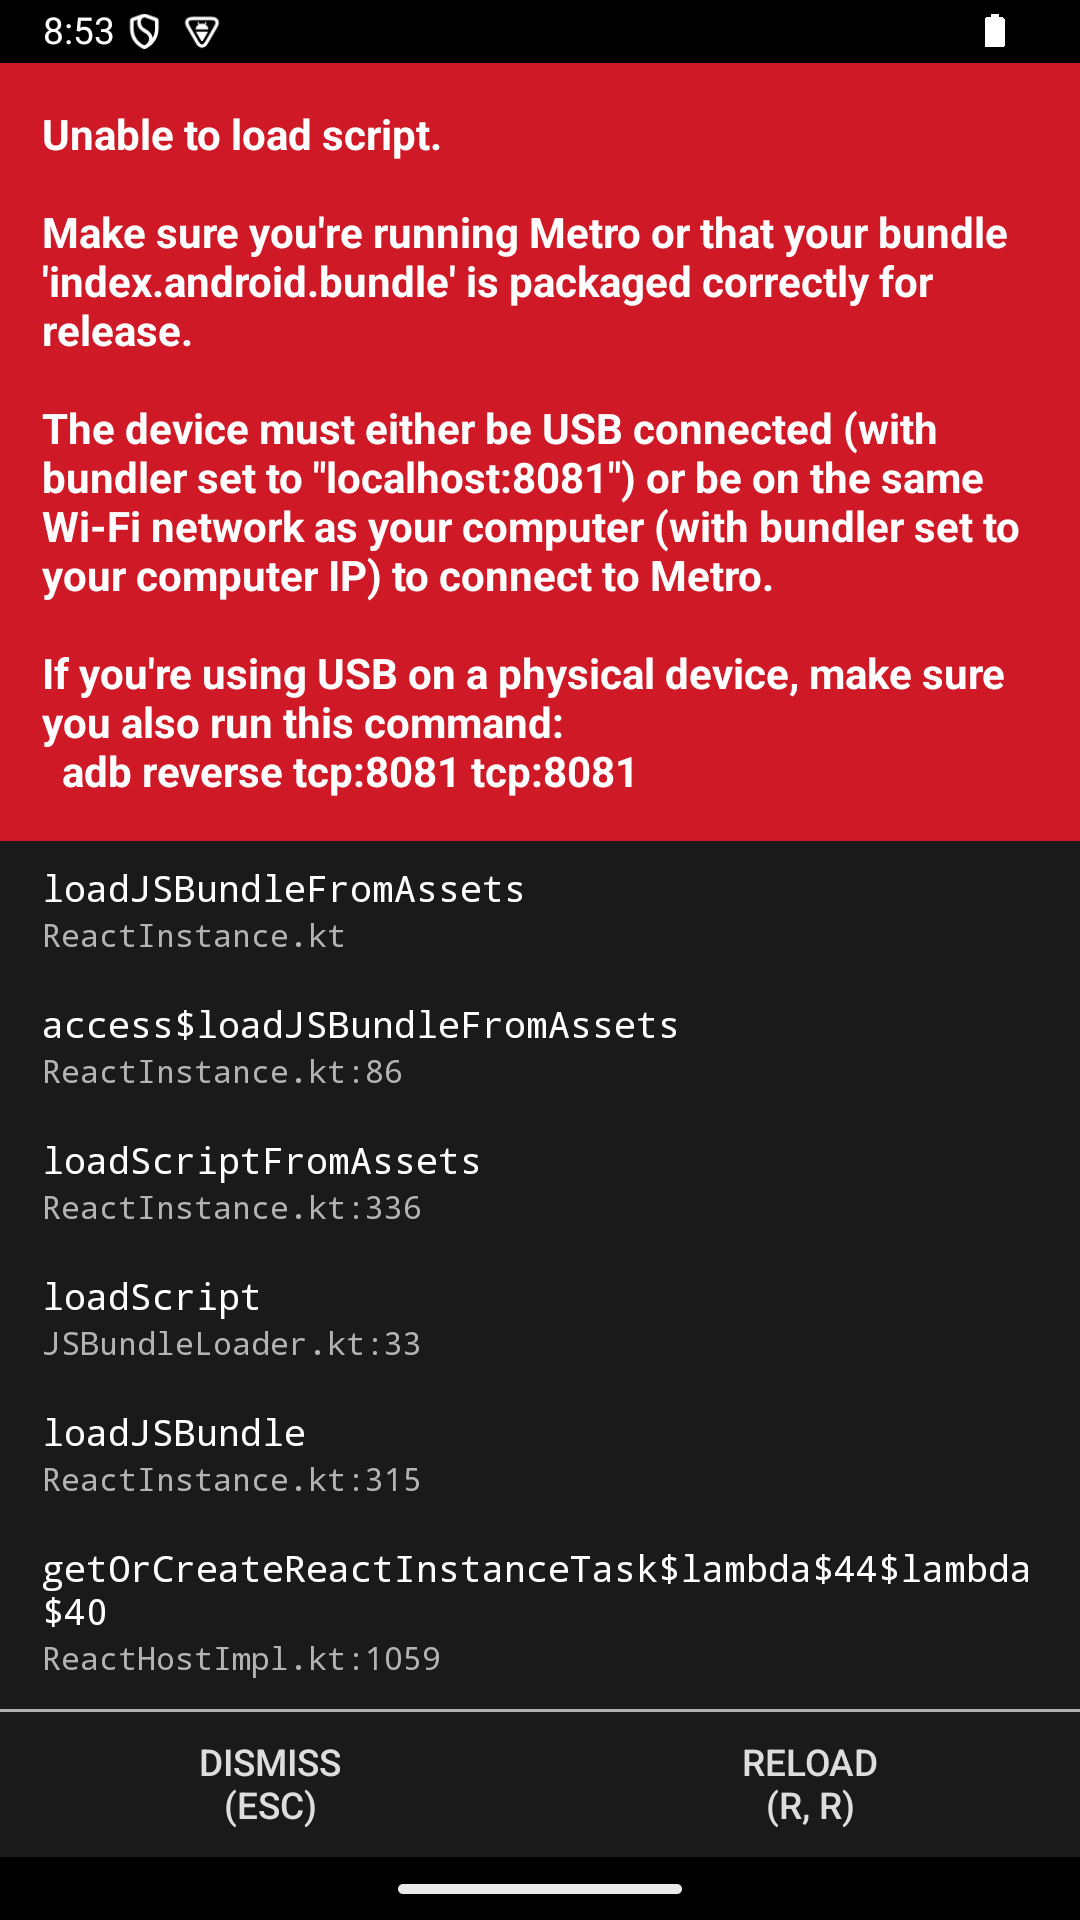 8:53
Unable to load script.
Make sure you're running Metro or that your bundle
'index.android.bundle' is packaged correctly for
release.
The device must either be USB connected (with
bundler set to "localhost:8081") or be on the same
Wi-Fi network as your computer (with bundler set to
your computer IP) to connect to Metro.
If you're using USB on a physical device, make sure
you also run this command:
adb reverse tcp:8081 tcp:8081
loadJSBundleFromAssets
ReactInstance.kt
access$loadJSBundleFromAssets
ReactInstance.kt:86
loadScriptFromAssets
ReactInstance.kt:336
loadScript
JSBundleLoader.kt:33
loadJSBundle
ReactInstance.kt:315
getOrCreateReactInstanceTask$lambda$44$lambda
$40
ReactHostImpl.kt:1059
DISMISS
(ESC)
RELOAD
(R, R)